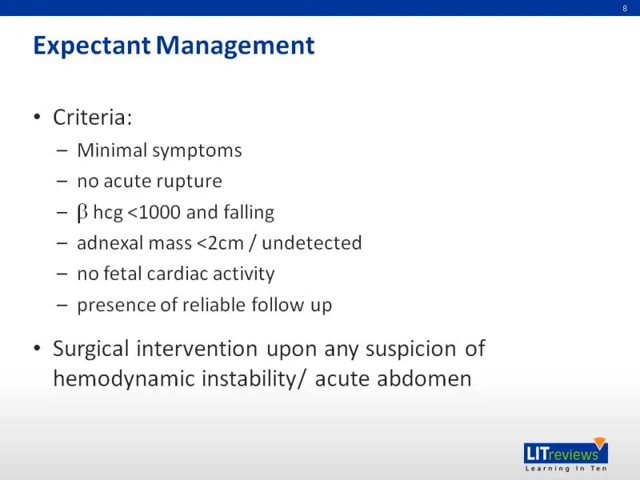 8
Expectant Management
• Criteria:
– Minimal symptoms
– no acute rupture
– β hcg <1000 and falling
– adnexal mass <2cm / undetected
– no fetal cardiac activity
– presence of reliable follow up
• Surgical intervention upon any suspicion of
hemodynamic instability/ acute abdomen
LITreviews
Learning In Ten